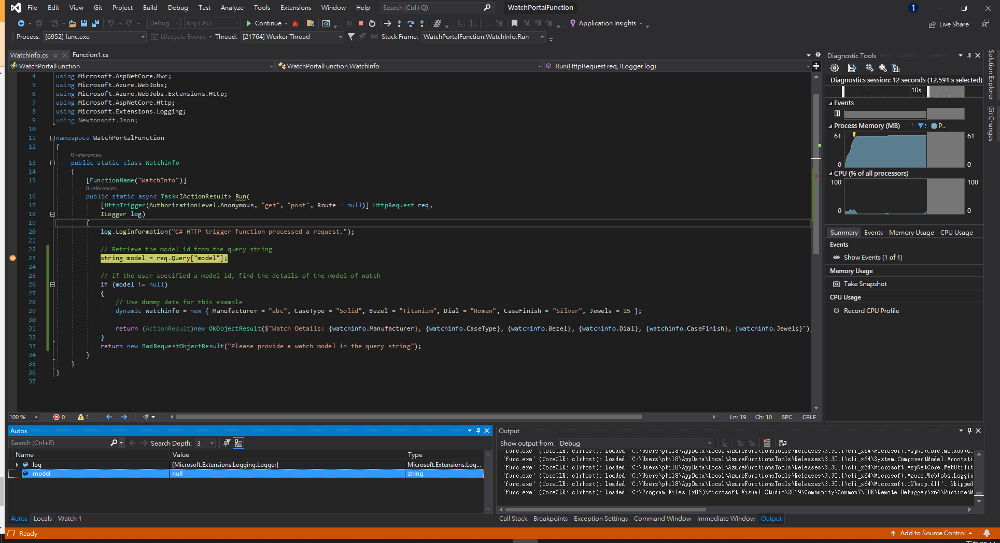 File Edit View Git Project Build Debug Test Analyze Tools Extensions Window Help Search (Ctrl+Q) WatchPortalFunction 1
Debug Any CPU Continue Application Insights Live Share
Process: [6952] func.exe Lifecycle Events Thread: [21764] Worker Thread Stack Frame: WatchPortalFunction.WatchInfo.Run
WatchInfo.cs Function1.cs
WatchPortalFunction WatchPortalFunction.WatchInfo Run(HttpRequest req, ILogger log)
4 using Microsoft.AspNetCore.Mvc;
5 using Microsoft.Azure.WebJobs;
6 using Microsoft.Azure.WebJobs.Extensions.Http;
7 using Microsoft.AspNetCore.Http;
8 using Microsoft.Extensions.Logging;
9 using Newtonsoft.Json;
10
11 namespace WatchPortalFunction
12 {
0 references
13 public static class WatchInfo
14 {
15 [FunctionName("WatchInfo")]
0 references
16 public static async Task<IActionResult> Run(
17 [HttpTrigger(AuthorizationLevel.Anonymous, "get", "post", Route = null)] HttpRequest req,
18 ILogger log)
19 {
20 log.LogInformation("C# HTTP trigger function processed a request.");
21
22 // Retrieve the model id from the query string
23 string model = req.Query["model"];
24
25 // If the user specified a model id, find the details of the model of watch
26 if (model != null)
27 {
28 // Use dummy data for this example
29 dynamic watchinfo = new { Manufacturer = "abc", CaseType = "Solid", Bezel = "Titanium", Dial = "Roman", CaseFinish = "Silver", Jewels = 15 };
30
31 return (ActionResult)new OkObjectResult($"Watch Details: {watchinfo.Manufacturer}, {watchinfo.CaseType}, {watchinfo.Bezel}, {watchinfo.Dial}, {watchinfo.CaseFinish}, {watchinfo.Jewels}");
32 }
33 return new BadRequestObjectResult("Please provide a watch model in the query string");
34 }
35 }
36 }
37
100 % 0 1 Ln: 19 Ch: 10 SPC CRLF
Diagnostic Tools
Diagnostics session: 12 seconds (12.591 s selected)
10s
Events
Process Memory (MB) P...
61 61
0 0
CPU (% of all processors)
100 100
0 0
Summary Events Memory Usage CPU Usage
Events
Show Events (1 of 1)
Memory Usage
Take Snapshot
CPU Usage
Record CPU Profile
Solution Explorer
Git Changes
Autos
Search (Ctrl+E) Search Depth: 3
Name Value Type
log {Microsoft.Extensions.Logging.Logger} Microsoft.Extensions.Log...
model null string
Autos Locals Watch 1
Output
Show output from: Debug
'func.exe' (CoreCLR: clrhost): Loaded 'C:\Users\phil8\AppData\Local\AzureFunctionsTools\Releases\3.30.1\cli_x64\Microsoft.AspNetCore.Metadata.
'func.exe' (CoreCLR: clrhost): Loaded 'C:\Users\phil8\AppData\Local\AzureFunctionsTools\Releases\3.30.1\cli_x64\System.ComponentModel.Annotati
'func.exe' (CoreCLR: clrhost): Loaded 'C:\Users\phil8\AppData\Local\AzureFunctionsTools\Releases\3.30.1\cli_x64\Microsoft.AspNetCore.WebUtilit
'func.exe' (CoreCLR: clrhost): Loaded 'C:\Users\phil8\AppData\Local\AzureFunctionsTools\Releases\3.30.1\cli_x64\Microsoft.Azure.WebJobs.Loggin
'func.exe' (CoreCLR: clrhost): Loaded 'C:\Users\phil8\AppData\Local\AzureFunctionsTools\Releases\3.30.1\cli_x64\Microsoft.CSharp.dll'. Skipped
'func.exe' (CoreCLR: clrhost): Loaded 'C:\Program Files (x86)\Microsoft Visual Studio\2019\Community\Common7\IDE\Remote Debugger\x64\Runtime\M
Call Stack Breakpoints Exception Settings Command Window Immediate Window Output
Ready Add to Source Control